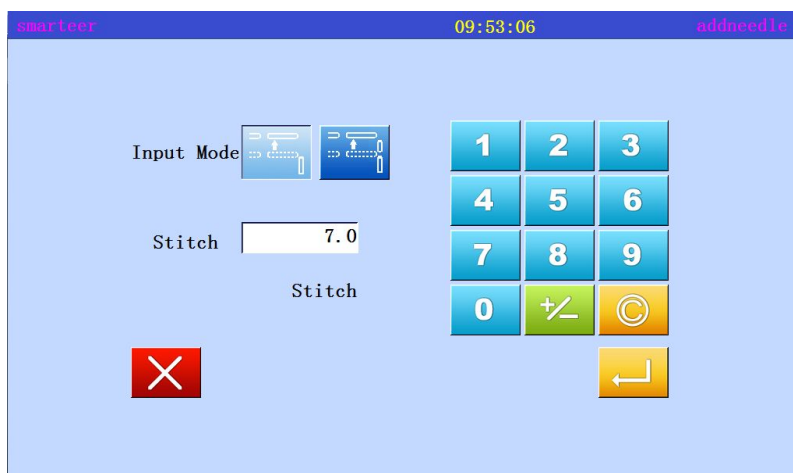 smarteer 09:53:06 addneedle
Input Mode
1 2 3
4 5 6
Stitch 7.0
7 8 9
Stitch
0 +/− ©